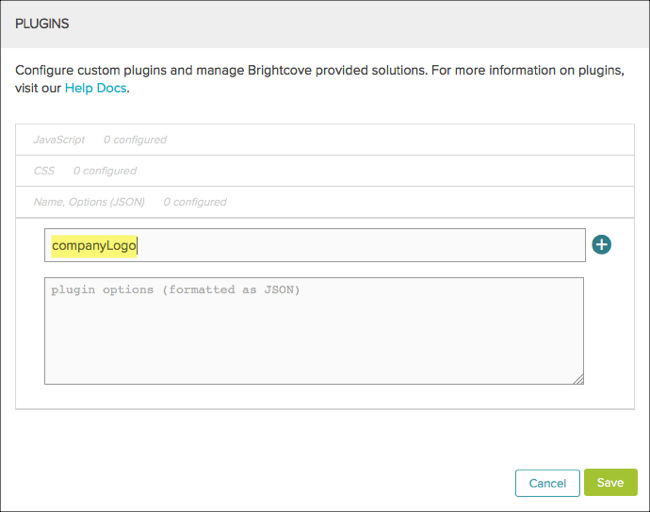 PLUGINS
Configure custom plugins and manage Brightcove provided solutions. For more information on plugins,
visit our Help Docs.
JavaScript 0 configured
CSS 0 configured
Name, Options (JSON) 0 configured
companyLogo
plugin options (formatted as JSON)
Cancel Save